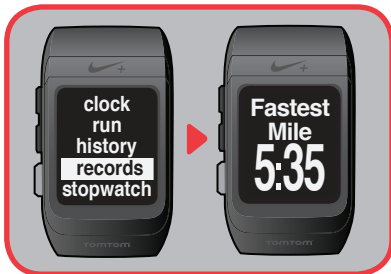 clock
run
history
records
stopwatch
TOMTOM
Fastest
Mile
5:35
TOMTOM